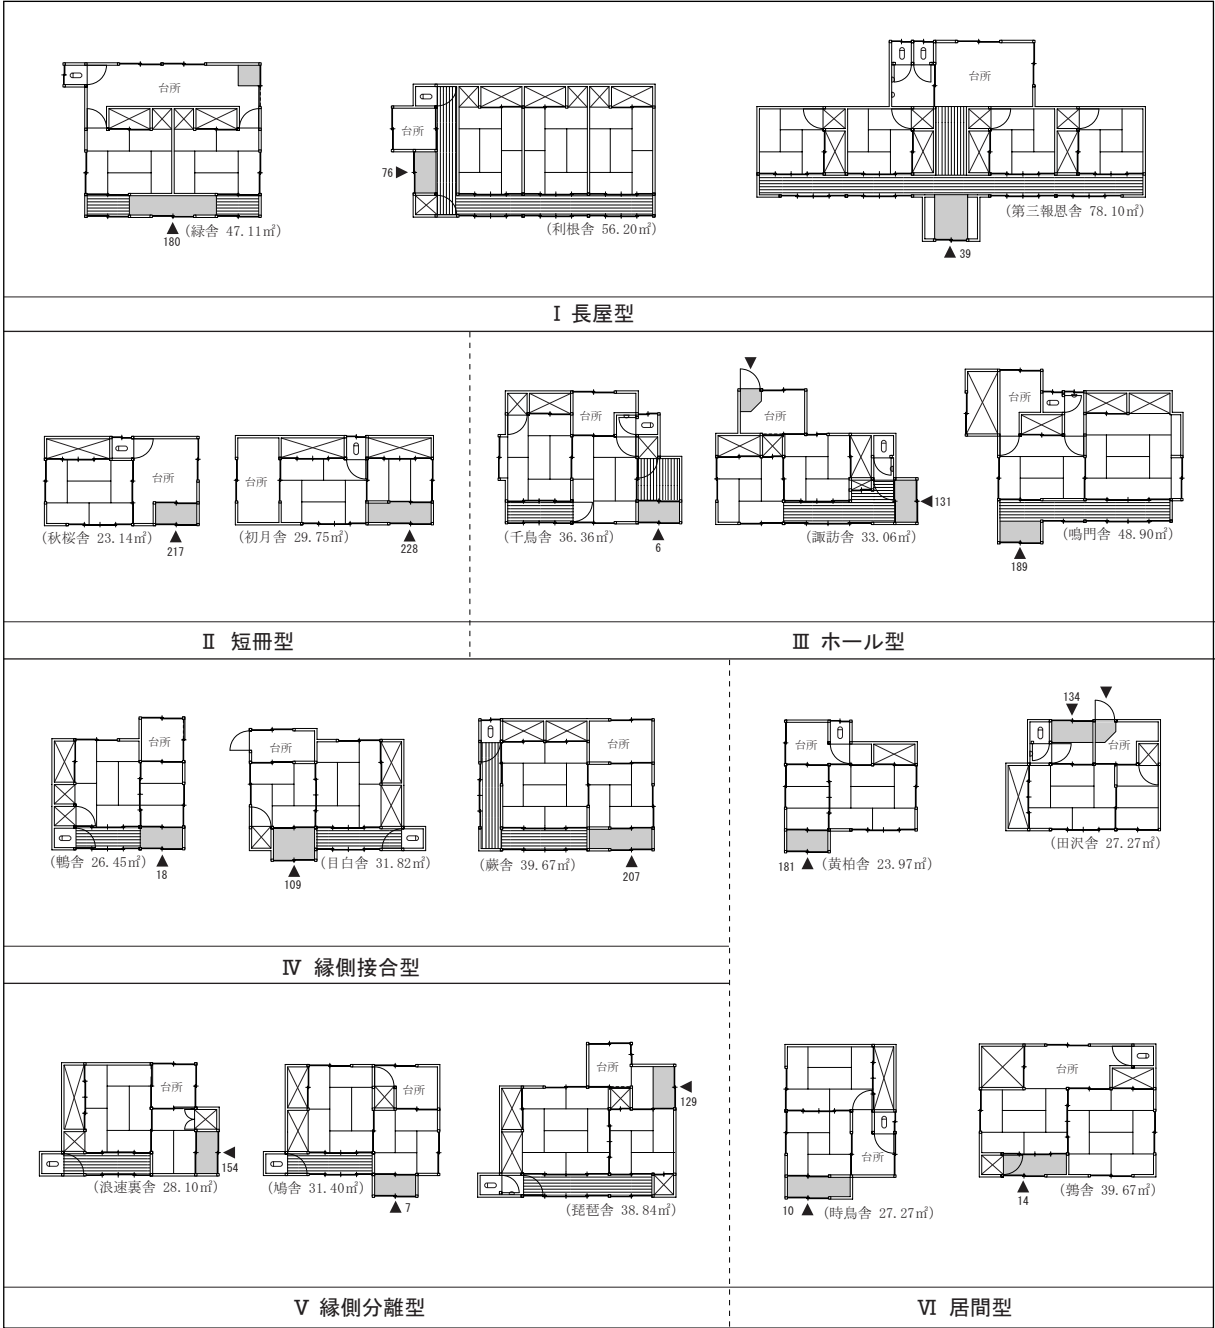 台所
(緑舎 47.11㎡)
180
台所
76
(利根舎 56.20㎡)
台所
(第三報恩舎 78.10㎡)
39
Ⅰ 長屋型
台所
(秋桜舎 23.14㎡)
217
台所
(初月舎 29.75㎡)
228
Ⅱ 短冊型
台所
(千鳥舎 36.36㎡)
6
台所
131
(諏訪舎 33.06㎡)
台所
(鳴門舎 48.90㎡)
189
Ⅲ ホール型
台所
(鴨舎 26.45㎡)
18
台所
(目白舎 31.82㎡)
109
台所
(蕨舎 39.67㎡)
207
Ⅳ 縁側接合型
台所
154
(浪速裏舎 28.10㎡)
台所
(鳩舎 31.40㎡)
7
台所
129
(琵琶舎 38.84㎡)
Ⅴ 縁側分離型
台所
181
(黄柏舎 23.97㎡)
134
台所
(田沢舎 27.27㎡)
台所
10
(時鳥舎 27.27㎡)
台所
(鶉舎 39.67㎡)
14
Ⅵ 居間型